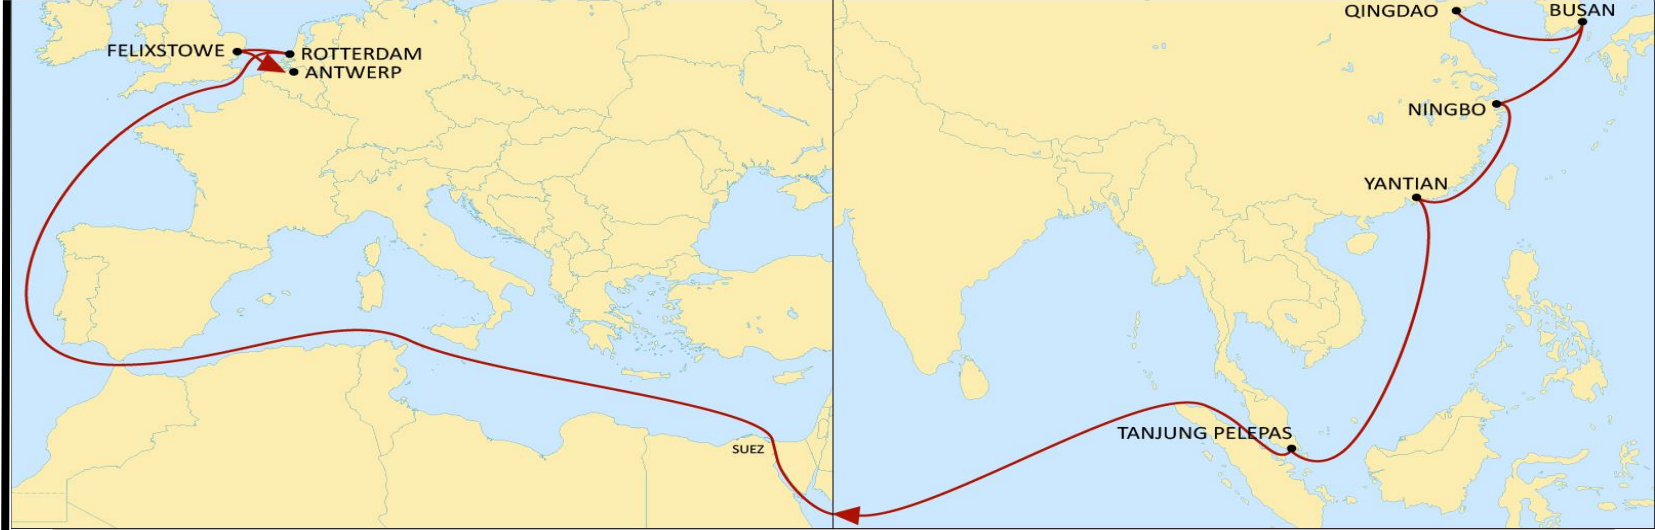 QINGDAO
BUSAN
FELIXSTOWE
ROTTERDAM
ANTWERP
NINGBO
YANTIAN
TANJUNG PELEPAS
SUEZ